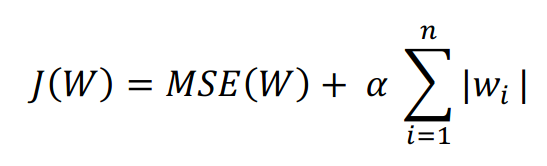 J(W) = MSE(W) + α ∑_{i=1}^{n} |w_i|